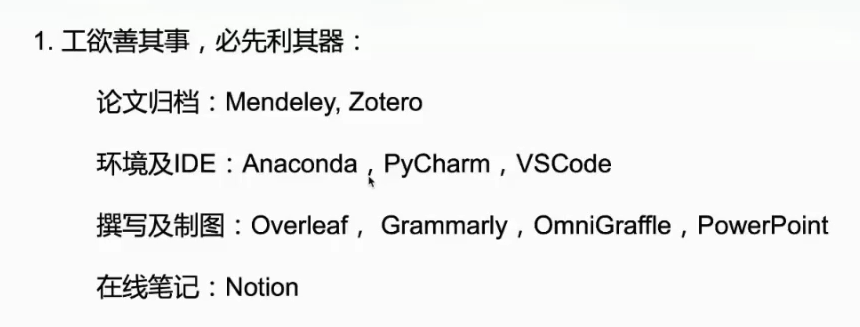 1. 工欲善其事，必先利其器：
论文归档：Mendeley, Zotero
环境及IDE：Anaconda，PyCharm，VSCode
撰写及制图：Overleaf， Grammarly，OmniGraffle，PowerPoint
在线笔记：Notion